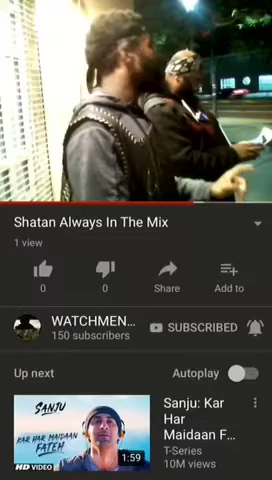 Shatan Always In The Mix
1 view
0
0
Share
Add to
WATCHMEN...
150 subscribers
SUBSCRIBED
Up next
Autoplay
SANJU
KAR HAR MAIDAAN
FATEH
HD VIDEO
1:59
Sanju: Kar
Har
Maidaan F...
T-Series
10M views